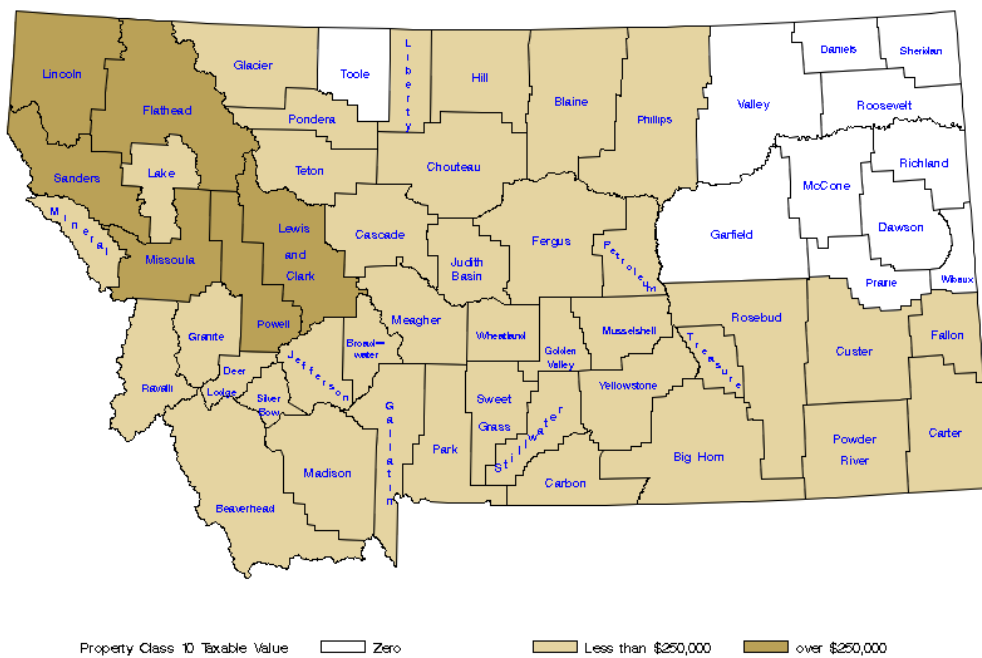 Lincoln
Flathead
Glacier
Toole
Liberty
Hill
Blaine
Phillips
Valley
Daniels
Sheridan
Roosevelt
Pondera
Teton
Chouteau
Sanders
Lake
Mineral
Missoula
Lewis
and
Clark
Powell
Cascade
Judith
Basin
Fergus
Petroleum
Garfield
McCone
Richland
Dawson
Prairie
Wibaux
Granite
Ravalli
Deer
Lodge
Silver
Bow
Jefferson
Broad-
water
Meagher
Wheatland
Golden
Valley
Musselshell
Rosebud
Treasure
Custer
Fallon
Beaverhead
Madison
Gallatin
Park
Sweet
Grass
Stillwater
Yellowstone
Carbon
Big Horn
Powder
River
Carter
Property Class 10 Taxable Value Zero Less than $250,000 over $250,000